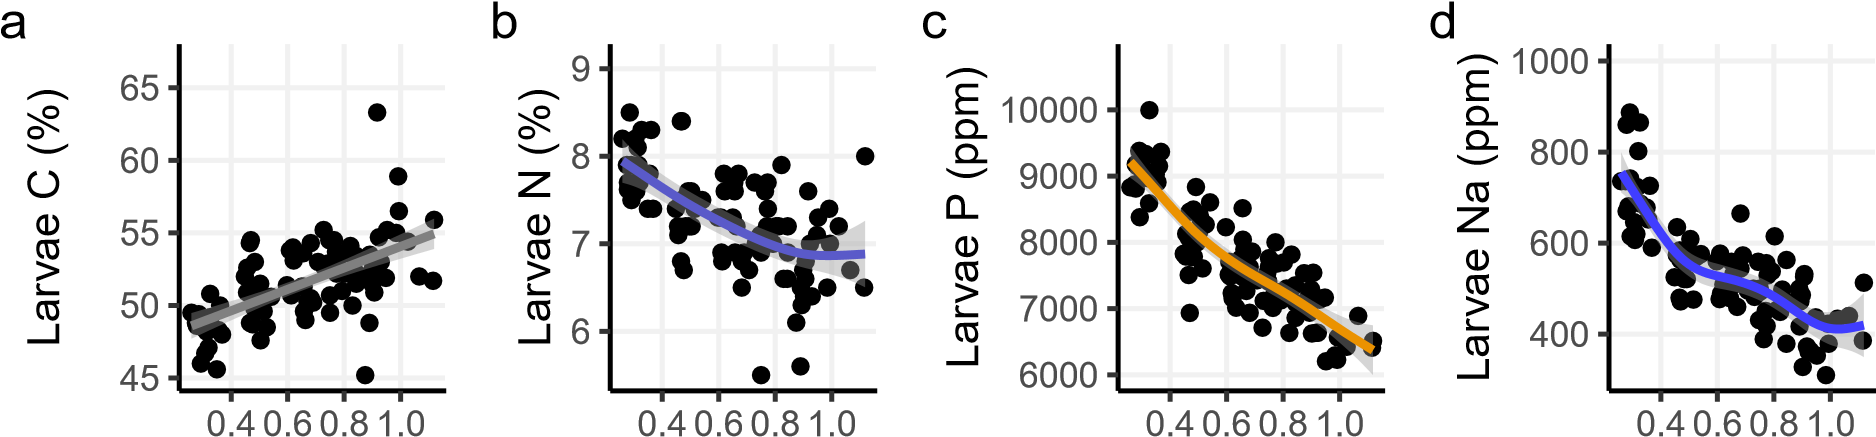 a
Larvae C (%)
65
60
55
50
45
0.4 0.6 0.8 1.0
b
Larvae N (%)
9
8
7
6
0.4 0.6 0.8 1.0
c
Larvae P (ppm)
10000
9000
8000
7000
6000
0.4 0.6 0.8 1.0
d
Larvae Na (ppm)
1000
800
600
400
0.4 0.6 0.8 1.0